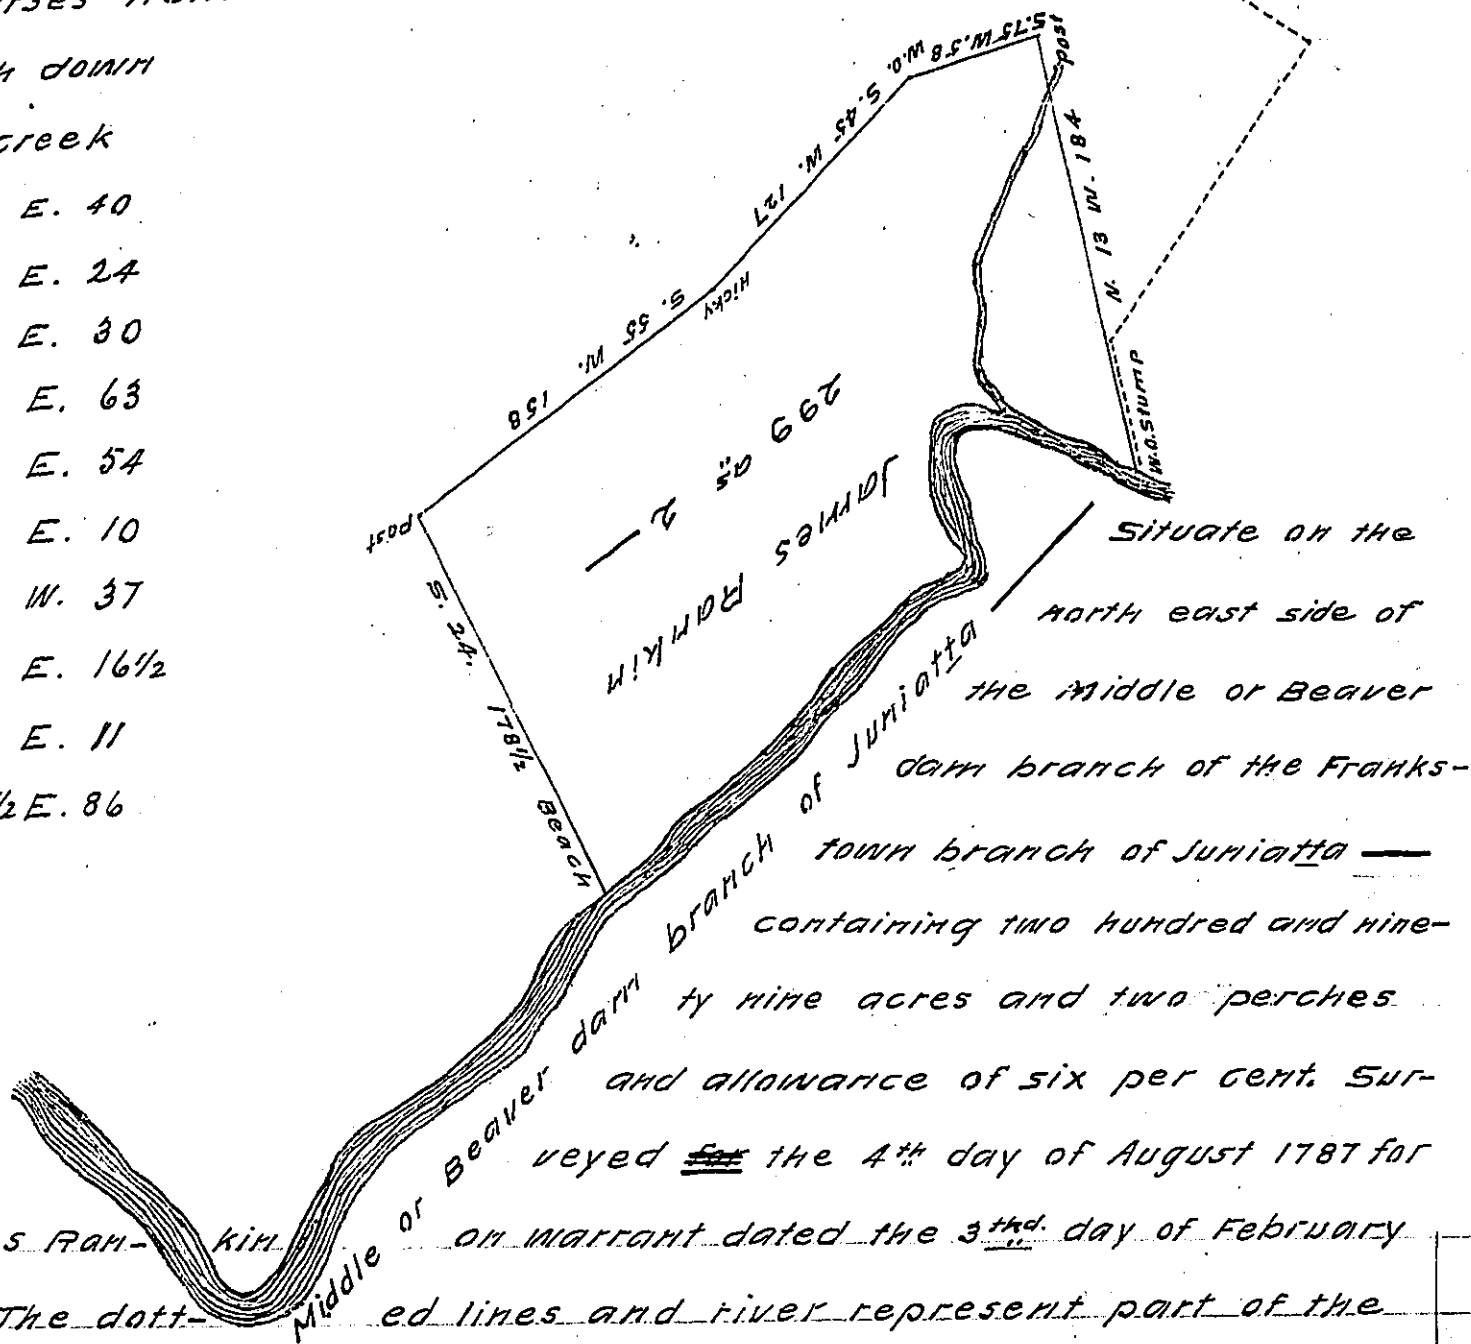 h down
creek
E. 40
E. 24
E. 30
E. 63
E. 54
E. 10
W. 37
E. 16½
E. 11
½ E. 86
post
S. 75 W. 58
W.O.
S. 45 W. 127
Hicky
S. 55 W. 158
post
S. 24. 178½
Beach
N. 13 W. 184
W.O. Stump
James Rankin
299 as 2 —
Middle or Beaver dam branch of Juniatta —
Situate on the
north east side of
the Middle or Beaver
dam branch of the Franks-
town branch of Juniatta —
containing two hundred and nine-
ty nine acres and two perches
and allowance of six per cent. Sur-
veyed for the 4th day of August 1787 for
s Ran- kin on warrant dated the 3thd. day of February
The dott- ed lines and river represent part of the